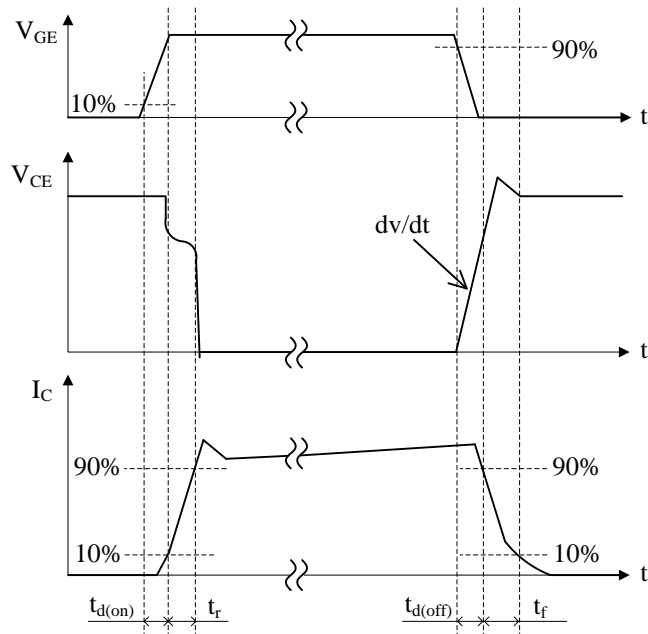 V_GE
90%
10%
t
V_CE
dv/dt
t
I_C
90%
90%
10%
10%
t
t_d(on)
t_r
t_d(off)
t_f